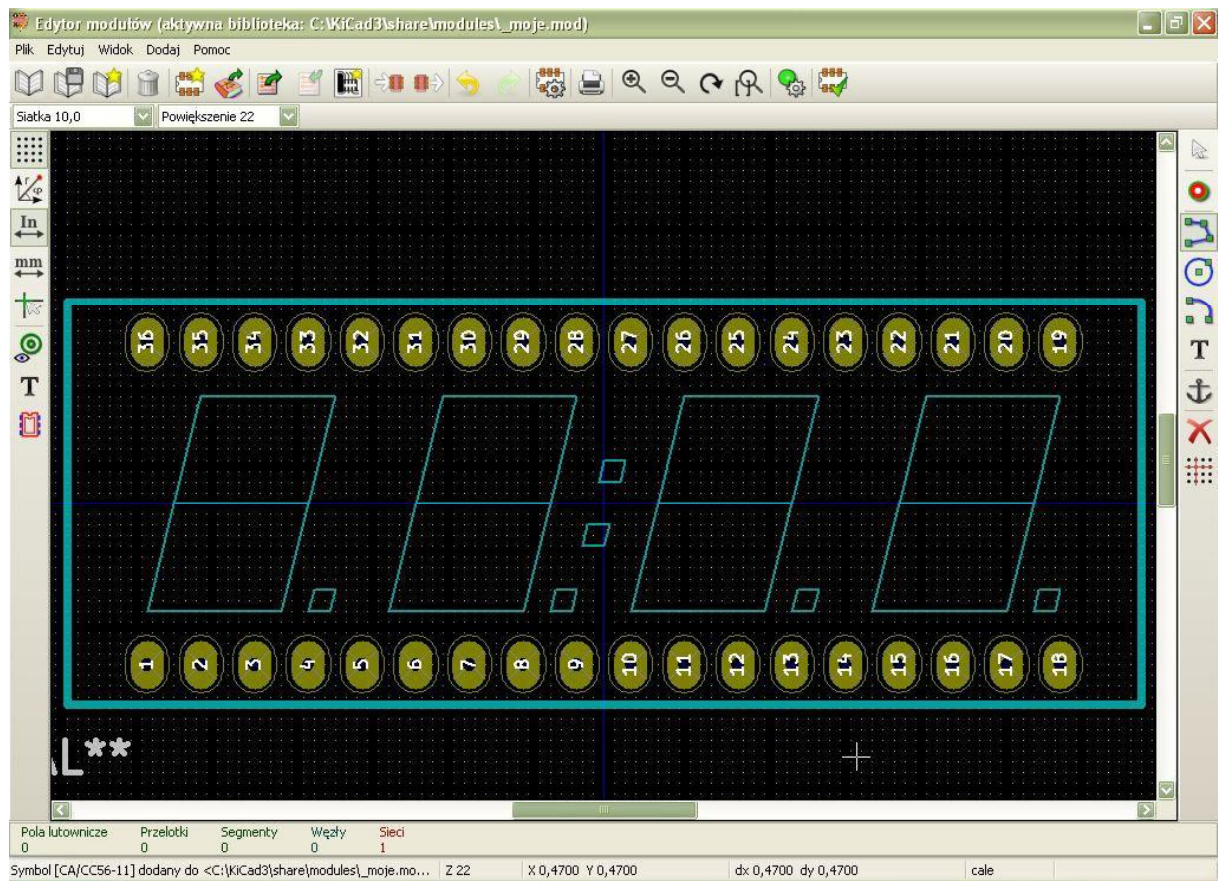 Edytor modułów (aktywna biblioteka: C:\KiCad3\share\modules\_moje.mod)
Plik Edytuj Widok Dodaj Pomoc
Siatka 10,0 Powiększenie 22
In
mm
T
T
36 35 34 33 32 31 30 29 28 27 26 25 24 23 22 21 20 19
1 2 3 4 5 6 7 8 9 10 11 12 13 14 15 16 17 18
L**
Pola lutownicze Przelotki Segmenty Węzły Sieci
0 0 0 0 1
Symbol [CA/CC56-11] dodany do <C:\KiCad3\share\modules\_moje.mo... Z 22 X 0,4700 Y 0,4700 dx 0,4700 dy 0,4700 cale